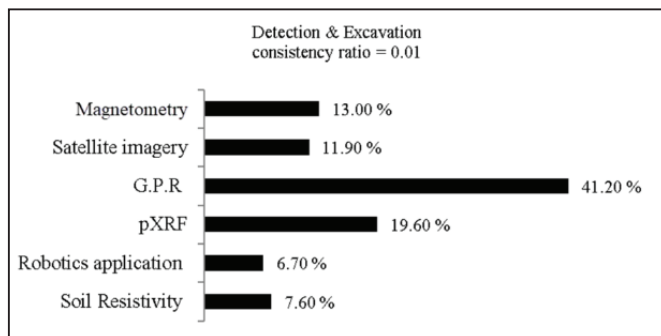 Detection & Excavation
consistency ratio = 0.01
Magnetometry 13.00 %
Satellite imagery 11.90 %
G.P.R 41.20 %
pXRF 19.60 %
Robotics application 6.70 %
Soil Resistivity 7.60 %